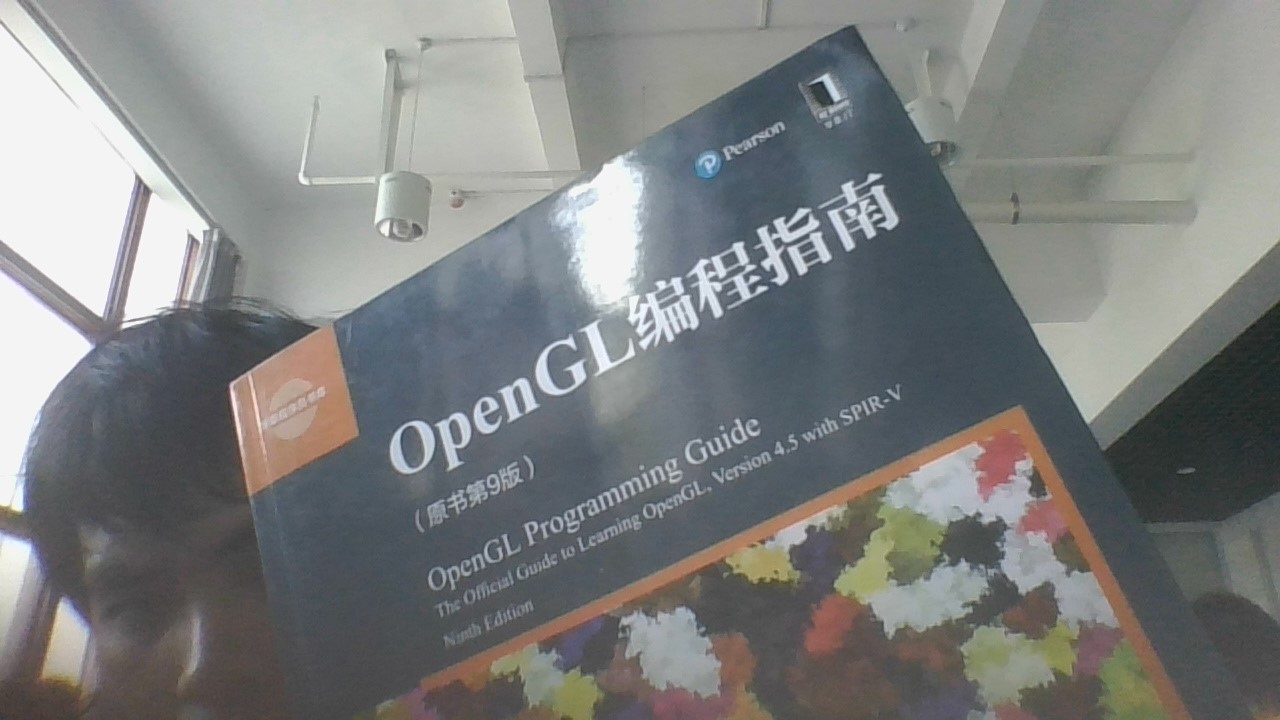 Pearson
OpenGL编程指南
(原书第9版)
OpenGL Programming Guide
The Official Guide to Learning OpenGL, Version 4.5 with SPIR-V
Ninth Edition